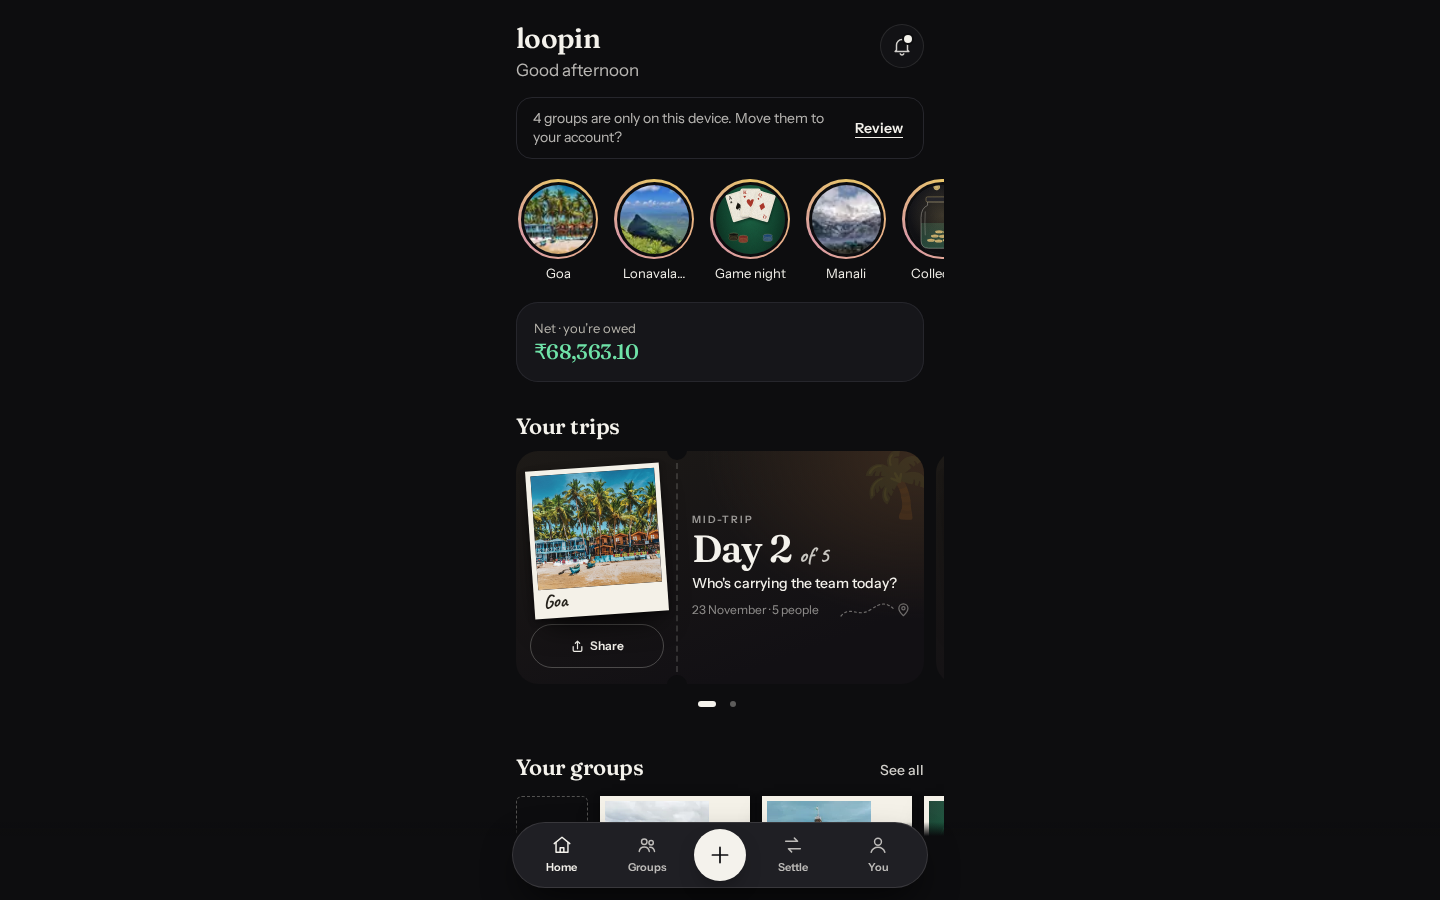 loopin
Good afternoon
4 groups are only on this device. Move them to
your account?
Review
Goa
Lonavala...
Game night
Manali
Net · you're owed
₹68,363.10
Your trips
Goa
Share
MID-TRIP
Day 2 of 5
Who's carrying the team today?
23 November · 5 people
Your groups
See all
Home
Groups
Settle
You